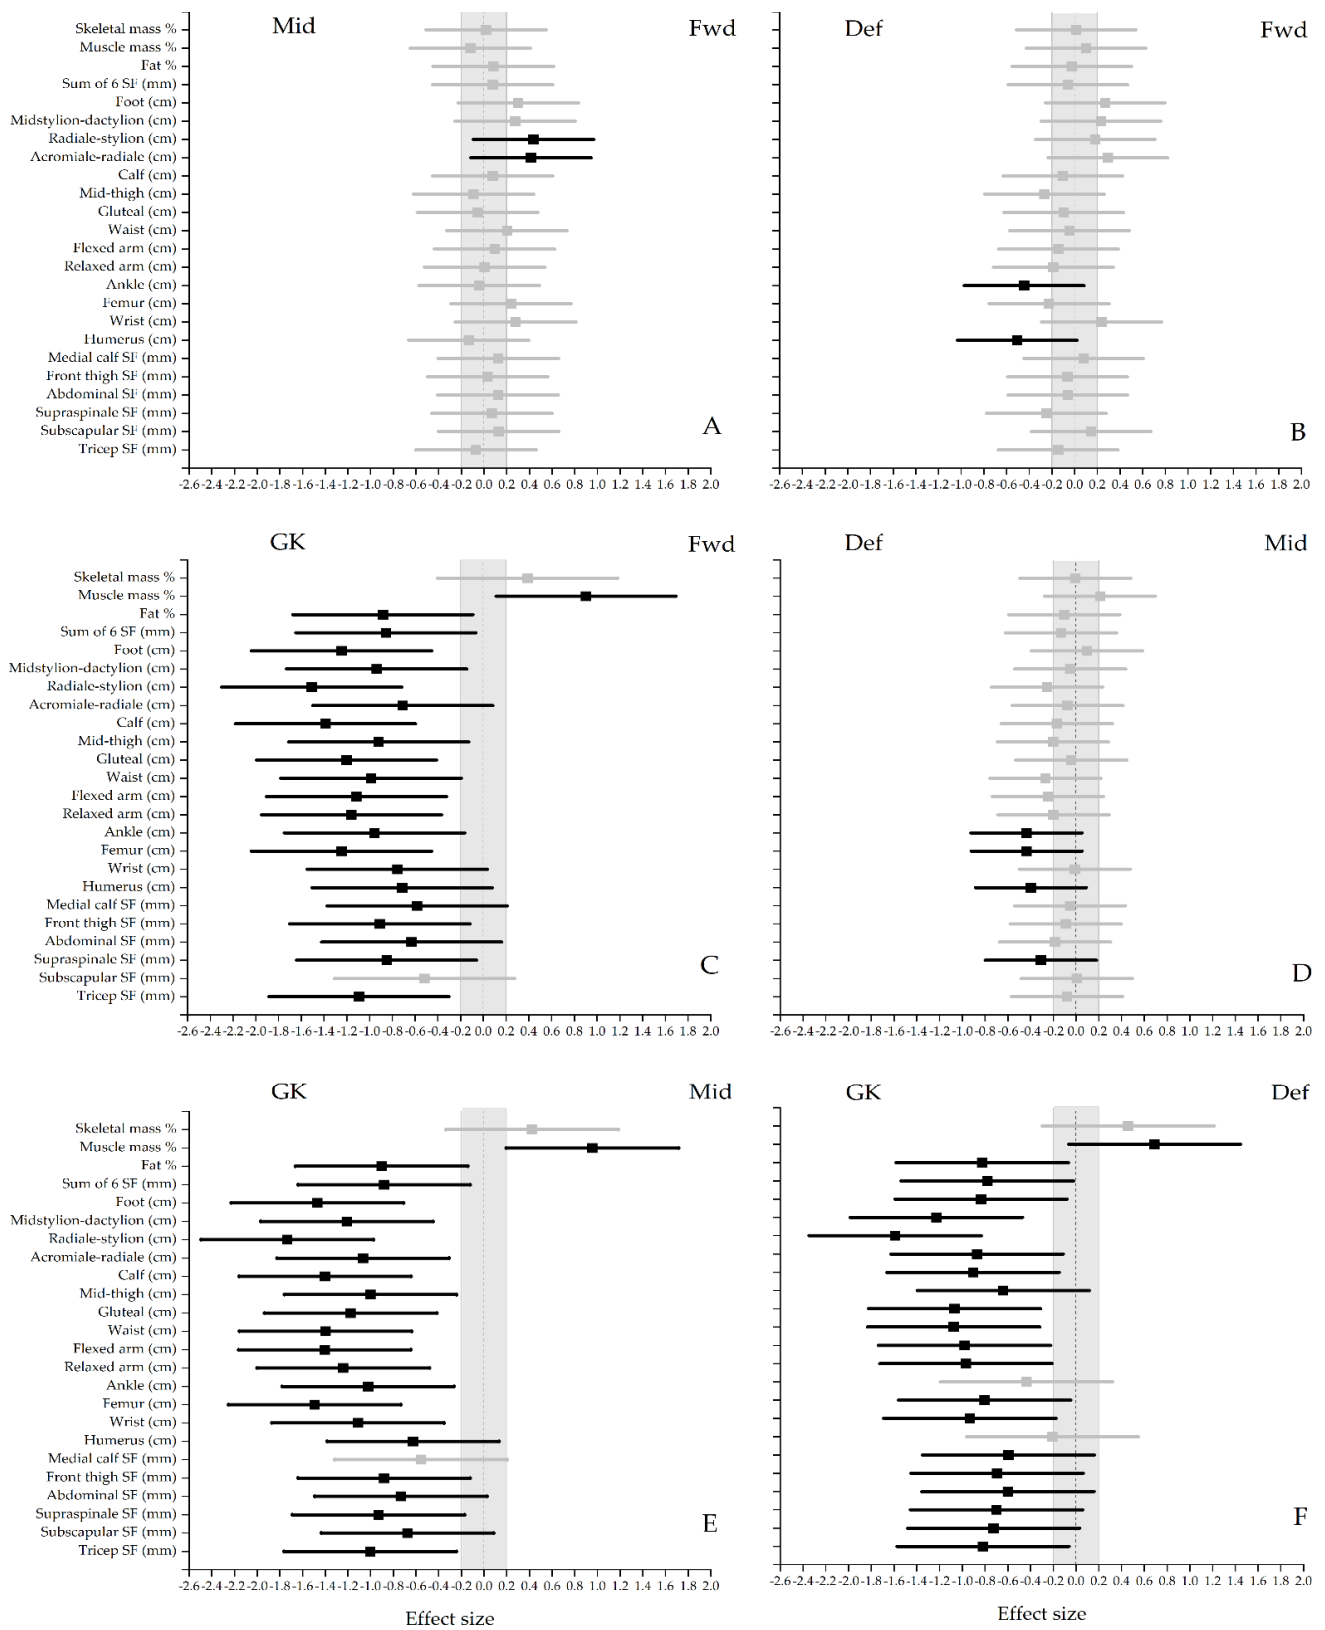 Mid Fwd
Skeletal mass %
Muscle mass %
Fat %
Sum of 6 SF (mm)
Foot (cm)
Midstylion-dactylion (cm)
Radiale-stylion (cm)
Acromiale-radiale (cm)
Calf (cm)
Mid-thigh (cm)
Gluteal (cm)
Waist (cm)
Flexed arm (cm)
Relaxed arm (cm)
Ankle (cm)
Femur (cm)
Wrist (cm)
Humerus (cm)
Medial calf SF (mm)
Front thigh SF (mm)
Abdominal SF (mm)
Supraspinale SF (mm)
Subscapular SF (mm)
Tricep SF (mm)
A
-2.6 -2.4 -2.2 -2.0 -1.8 -1.6 -1.4 -1.2 -1.0 -0.8 -0.6 -0.4 -0.2 0.0 0.2 0.4 0.6 0.8 1.0 1.2 1.4 1.6 1.8 2.0
Def Fwd
B
-2.6 -2.4 -2.2 -2.0 -1.8 -1.6 -1.4 -1.2 -1.0 -0.8 -0.6 -0.4 -0.2 0.0 0.2 0.4 0.6 0.8 1.0 1.2 1.4 1.6 1.8 2.0
GK Fwd
Skeletal mass %
Muscle mass %
Fat %
Sum of 6 SF (mm)
Foot (cm)
Midstylion-dactylion (cm)
Radiale-stylion (cm)
Acromiale-radiale (cm)
Calf (cm)
Mid-thigh (cm)
Gluteal (cm)
Waist (cm)
Flexed arm (cm)
Relaxed arm (cm)
Ankle (cm)
Femur (cm)
Wrist (cm)
Humerus (cm)
Medial calf SF (mm)
Front thigh SF (mm)
Abdominal SF (mm)
Supraspinale SF (mm)
Subscapular SF (mm)
Tricep SF (mm)
C
-2.6 -2.4 -2.2 -2.0 -1.8 -1.6 -1.4 -1.2 -1.0 -0.8 -0.6 -0.4 -0.2 0.0 0.2 0.4 0.6 0.8 1.0 1.2 1.4 1.6 1.8 2.0
Def Mid
D
-2.6 -2.4 -2.2 -2.0 -1.8 -1.6 -1.4 -1.2 -1.0 -0.8 -0.6 -0.4 -0.2 0.0 0.2 0.4 0.6 0.8 1.0 1.2 1.4 1.6 1.8 2.0
GK Mid
Skeletal mass %
Muscle mass %
Fat %
Sum of 6 SF (mm)
Foot (cm)
Midstylion-dactylion (cm)
Radiale-stylion (cm)
Acromiale-radiale (cm)
Calf (cm)
Mid-thigh (cm)
Gluteal (cm)
Waist (cm)
Flexed arm (cm)
Relaxed arm (cm)
Ankle (cm)
Femur (cm)
Wrist (cm)
Humerus (cm)
Medial calf SF (mm)
Front thigh SF (mm)
Abdominal SF (mm)
Supraspinale SF (mm)
Subscapular SF (mm)
Tricep SF (mm)
E
-2.6 -2.4 -2.2 -2.0 -1.8 -1.6 -1.4 -1.2 -1.0 -0.8 -0.6 -0.4 -0.2 0.0 0.2 0.4 0.6 0.8 1.0 1.2 1.4 1.6 1.8 2.0
Effect size
GK Def
F
-2.6 -2.4 -2.2 -2.0 -1.8 -1.6 -1.4 -1.2 -1.0 -0.8 -0.6 -0.4 -0.2 0.0 0.2 0.4 0.6 0.8 1.0 1.2 1.4 1.6 1.8 2.0
Effect size